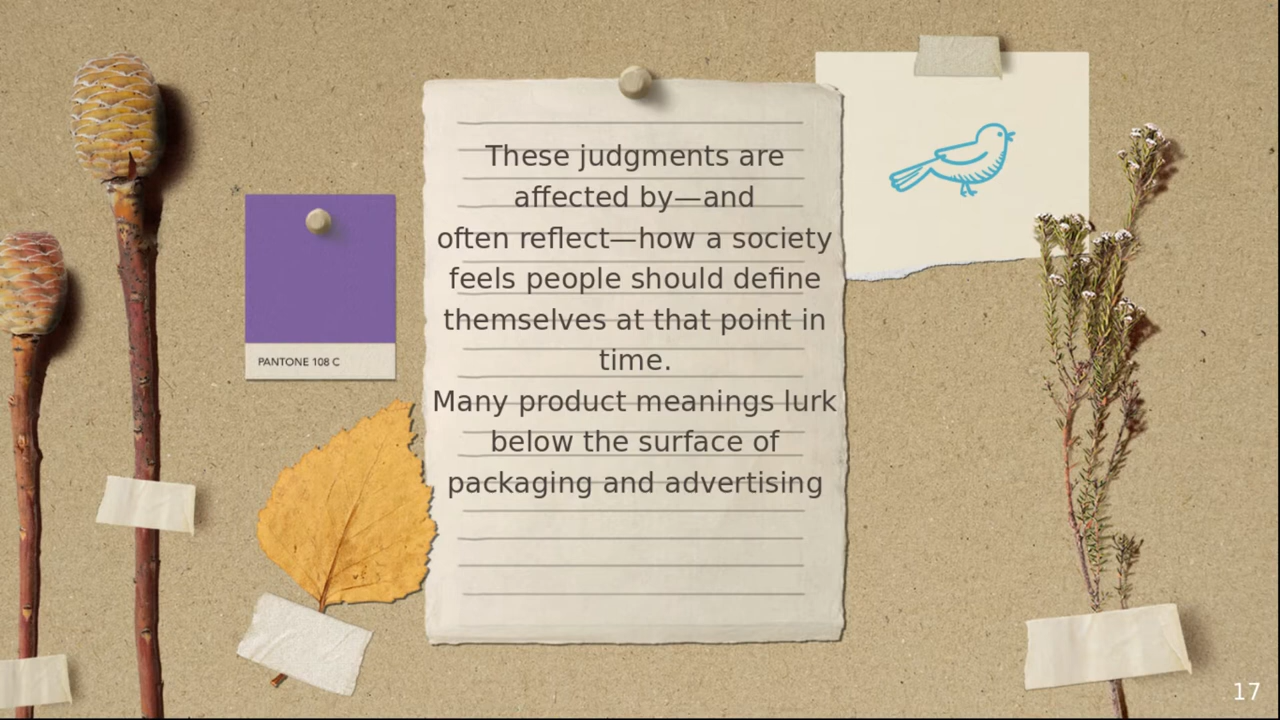 These judgments are
affected by—and
often reflect—how a society
feels people should define
themselves at that point in
time.
Many product meanings lurk
below the surface of
packaging and advertising
PANTONE 108 C
17